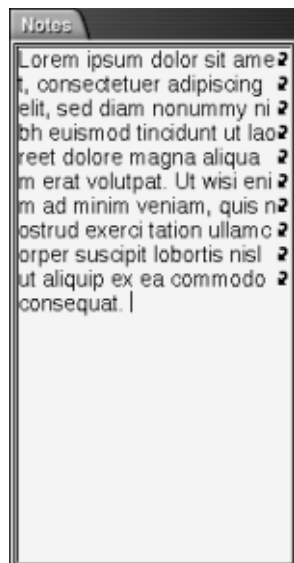 Notes
Lorem ipsum dolor sit ame
t, consectetuer adipiscing
elit, sed diam nonummy ni
bh euismod tincidunt ut lao
reet dolore magna aliqua
m erat volutpat. Ut wisi eni
m ad minim veniam, quis n
ostrud exerci tation ullamc
orper suscipit lobortis nisl
ut aliquip ex ea commodo
consequat.